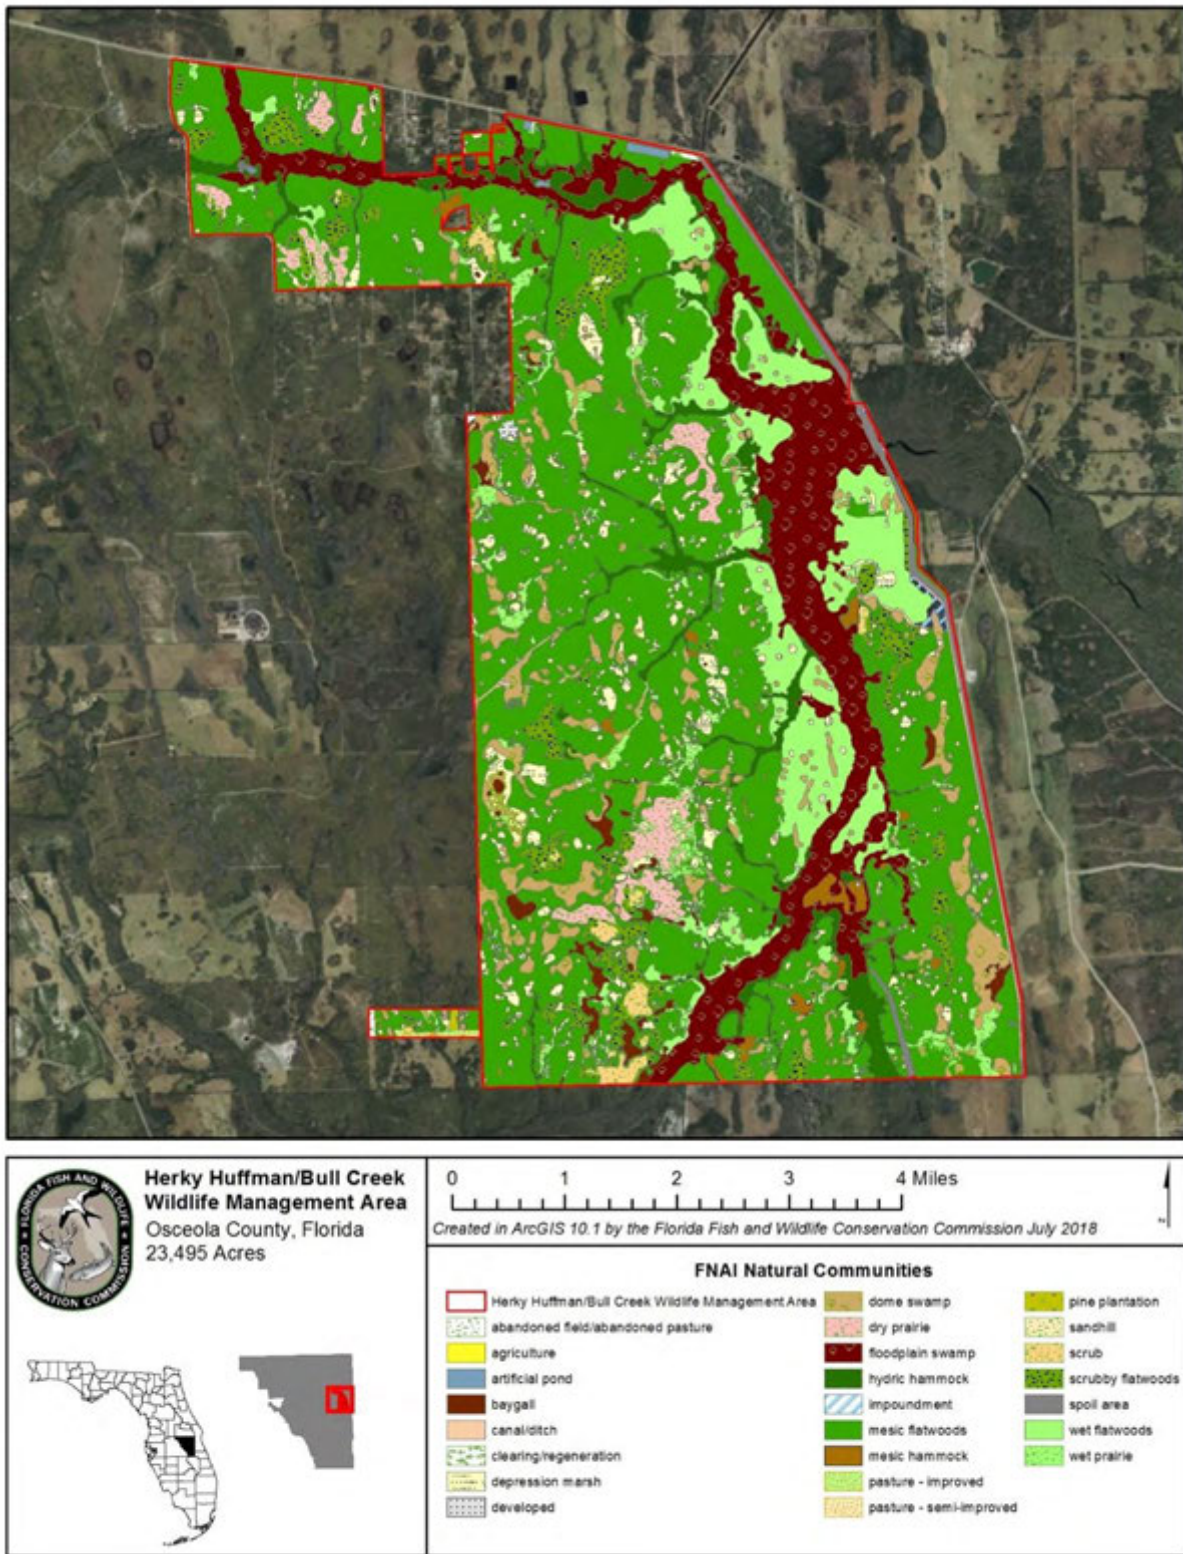 FLORIDA FISH AND WILDLIFE
CONSERVATION COMMISSION
Herky Huffman/Bull Creek
Wildlife Management Area
Osceola County, Florida
23,495 Acres
0 1 2 3 4 Miles
Created in ArcGIS 10.1 by the Florida Fish and Wildlife Conservation Commission July 2018
FNAI Natural Communities
Herky Huffman/Bull Creek Wildlife Management Area
abandoned field/abandoned pasture
agriculture
artificial pond
baygall
canal/ditch
clearing/regeneration
depression marsh
developed
dome swamp
dry prairie
floodplain swamp
hydric hammock
impoundment
mesic flatwoods
mesic hammock
pasture - improved
pasture - semi-improved
pine plantation
sandhill
scrub
scrubby flatwoods
spoil area
wet flatwoods
wet prairie